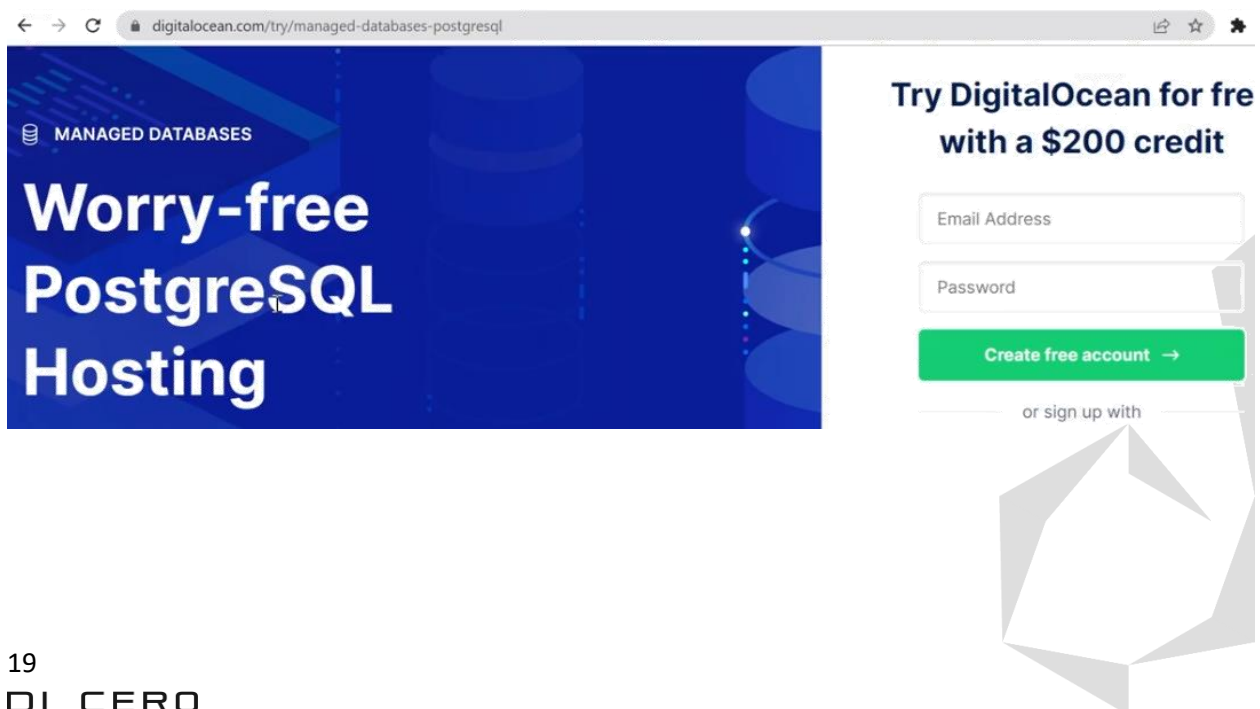 digitalocean.com/try/managed-databases-postgresql
MANAGED DATABASES
Worry-free
PostgreSQL
Hosting
Try DigitalOcean for fre
with a $200 credit
Email Address
Password
Create free account →
or sign up with
19
DI CERO